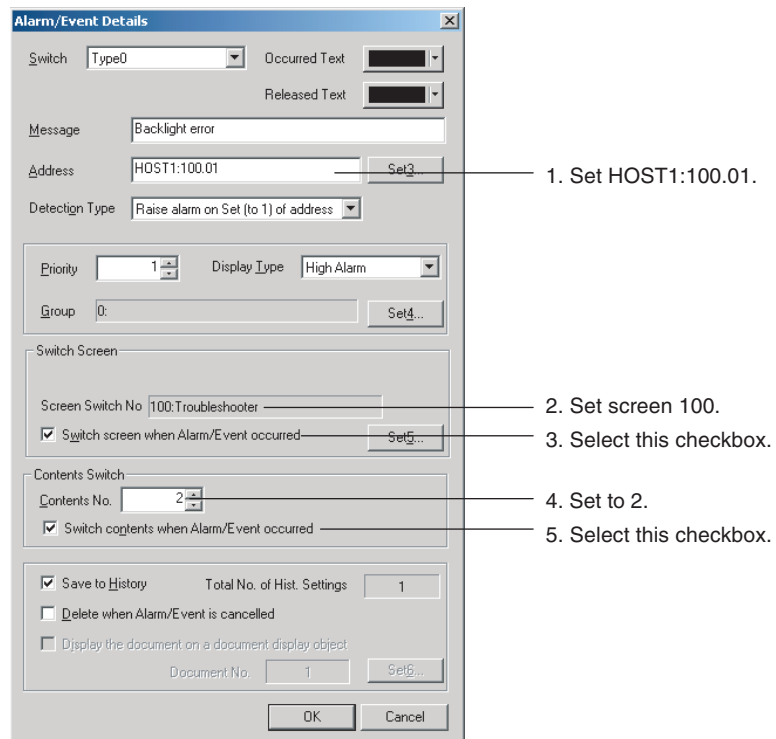 Alarm/Event Details
Switch Type0 Occurred Text
Released Text
Message Backlight error
Address HOST1:100.01 Set3... 1. Set HOST1:100.01.
Detection Type Raise alarm on Set (to 1) of address
Priority 1 Display Type High Alarm
Group 0: Set4...
Switch Screen
Screen Switch No 100:Troubleshooter 2. Set screen 100.
Switch screen when Alarm/Event occurred Set5... 3. Select this checkbox.
Contents Switch
Contents No. 2 4. Set to 2.
Switch contents when Alarm/Event occurred 5. Select this checkbox.
Save to History Total No. of Hist. Settings 1
Delete when Alarm/Event is cancelled
Display the document on a document display object
Document No. 1 Set6...
OK Cancel